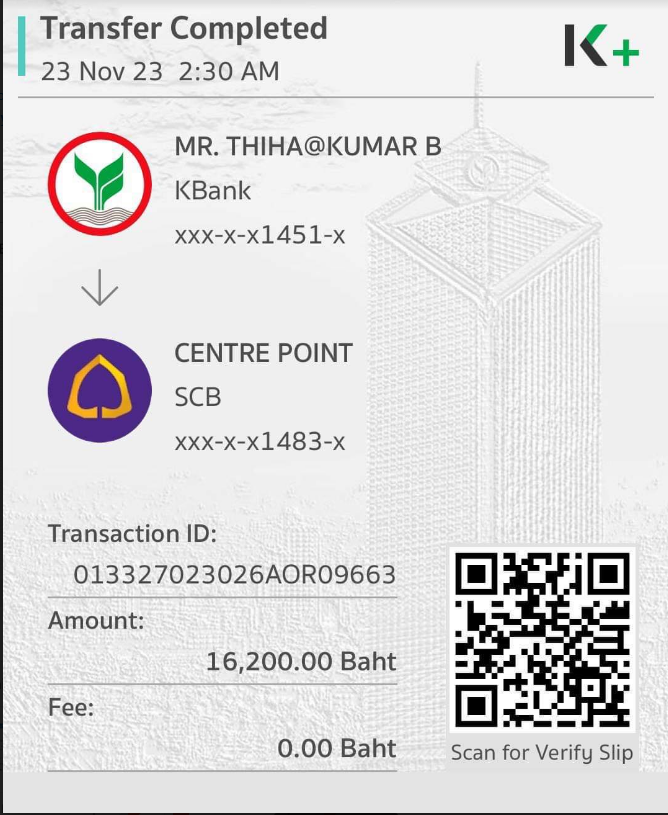 Transfer Completed
23 Nov 23 2:30 AM
K+
MR. THIHA@KUMAR B
KBank
xxx-x-x1451-x
CENTRE POINT
SCB
xxx-x-x1483-x
Transaction ID:
013327023026AOR09663
Amount:
16,200.00 Baht
Fee:
0.00 Baht
Scan for Verify Slip